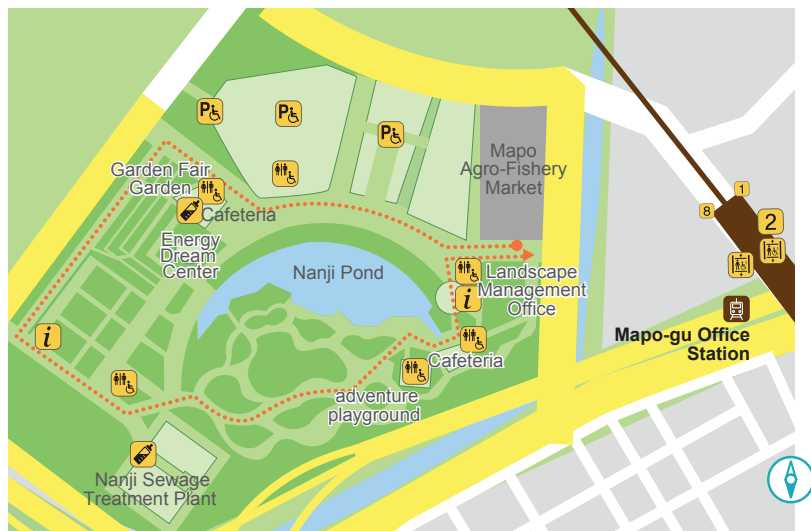 P
P
P
Mapo
Agro-Fishery
Market
Garden Fair
Garden
Cafeteria
Energy
Dream
Center
Nanji Pond
Landscape
Management
Office
i
i
Cafeteria
adventure
playground
Nanji Sewage
Treatment Plant
1
8
2
Mapo-gu Office
Station